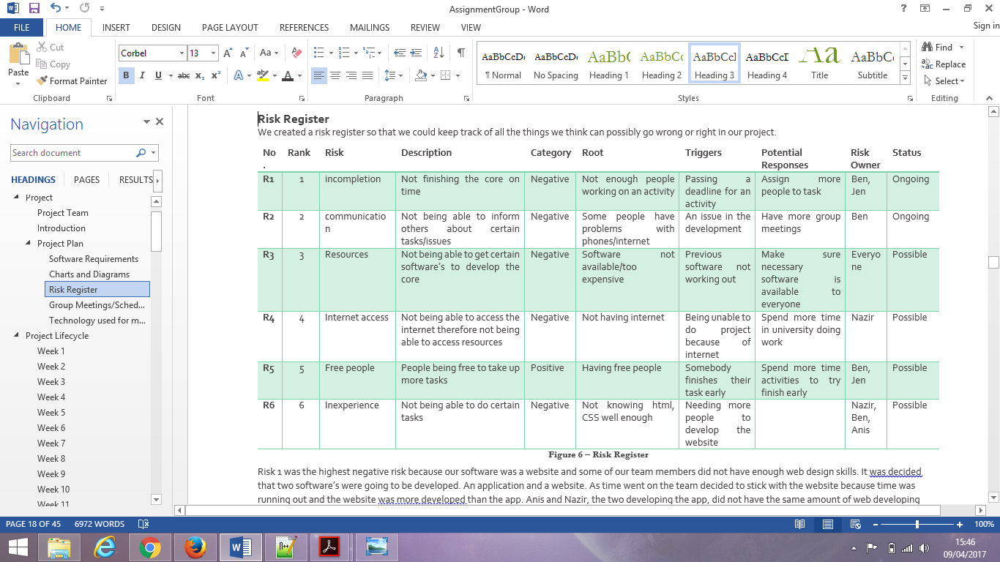 AssignmentGroup - Word
Sign in
FILE HOME INSERT DESIGN PAGE LAYOUT REFERENCES MAILINGS REVIEW VIEW
Paste
Cut
Copy
Format Painter
Clipboard
Corbel 13
Aa
B I U abc x₂ x²
A A
Font
Paragraph
AaBbCcDc AaBbCcDc AaBbC AaBbCc AaBbCcI AaBbCcI Aa AaBbCc
¶ Normal No Spacing Heading 1 Heading 2 Heading 3 Heading 4 Title Subtitle
Styles
Find
Replace
Select
Editing
Navigation
Search document
HEADINGS PAGES RESULTS
Project
Project Team
Introduction
Project Plan
Software Requirements
Charts and Diagrams
Risk Register
Group Meetings/Sched...
Technology used for m...
Project Lifecycle
Week 1
Week 2
Week 3
Week 4
Week 5
Week 6
Week 7
Week 8
Week 9
Week 10
Week 11
Risk Register
We created a risk register so that we could keep track of all the things we think can possibly go wrong or right in our project.
No. Rank Risk Description Category Root Triggers Potential Responses Risk Owner Status
R1 1 incompletion Not finishing the core on time Negative Not enough people working on an activity Passing a deadline for an activity Assign more people to task Ben, Jen Ongoing
R2 2 communication Not being able to inform others about certain tasks/issues Negative Some people have problems with phones/internet An issue in the development Have more group meetings Ben Ongoing
R3 3 Resources Not being able to get certain software's to develop the core Negative Software not available/too expensive Previous software not working out Make sure necessary software is available to everyone Everyone Possible
R4 4 Internet access Not being able to access the internet therefore not being able to access resources Negative Not having internet Being unable to do project because of internet Spend more time in university doing work Nazir Possible
R5 5 Free people People being free to take up more tasks Positive Having free people Somebody finishes their task early Spend more time activities to try finish early Ben, Jen Possible
R6 6 Inexperience Not being able to do certain tasks Negative Not knowing html, CSS well enough Needing more people to develop the website Nazir, Ben, Anis Possible
Figure 6 – Risk Register
Risk 1 was the highest negative risk because our software was a website and some of our team members did not have enough web design skills. It was decided
that two software's were going to be developed. An application and a website. As time went on the team decided to stick with the website because time was
running out and the website was more developed than the app. Anis and Nazir, the two developing the app, did not have the same amount of web developing
PAGE 18 OF 45 6972 WORDS
100%
15:46
09/04/2017